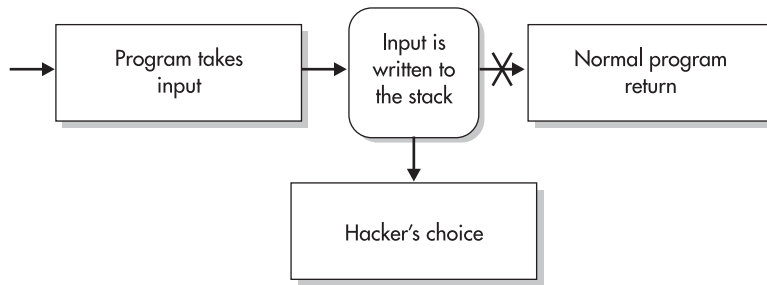 Program takes
input
Input is
written to
the stack
Normal program
return
Hacker's choice